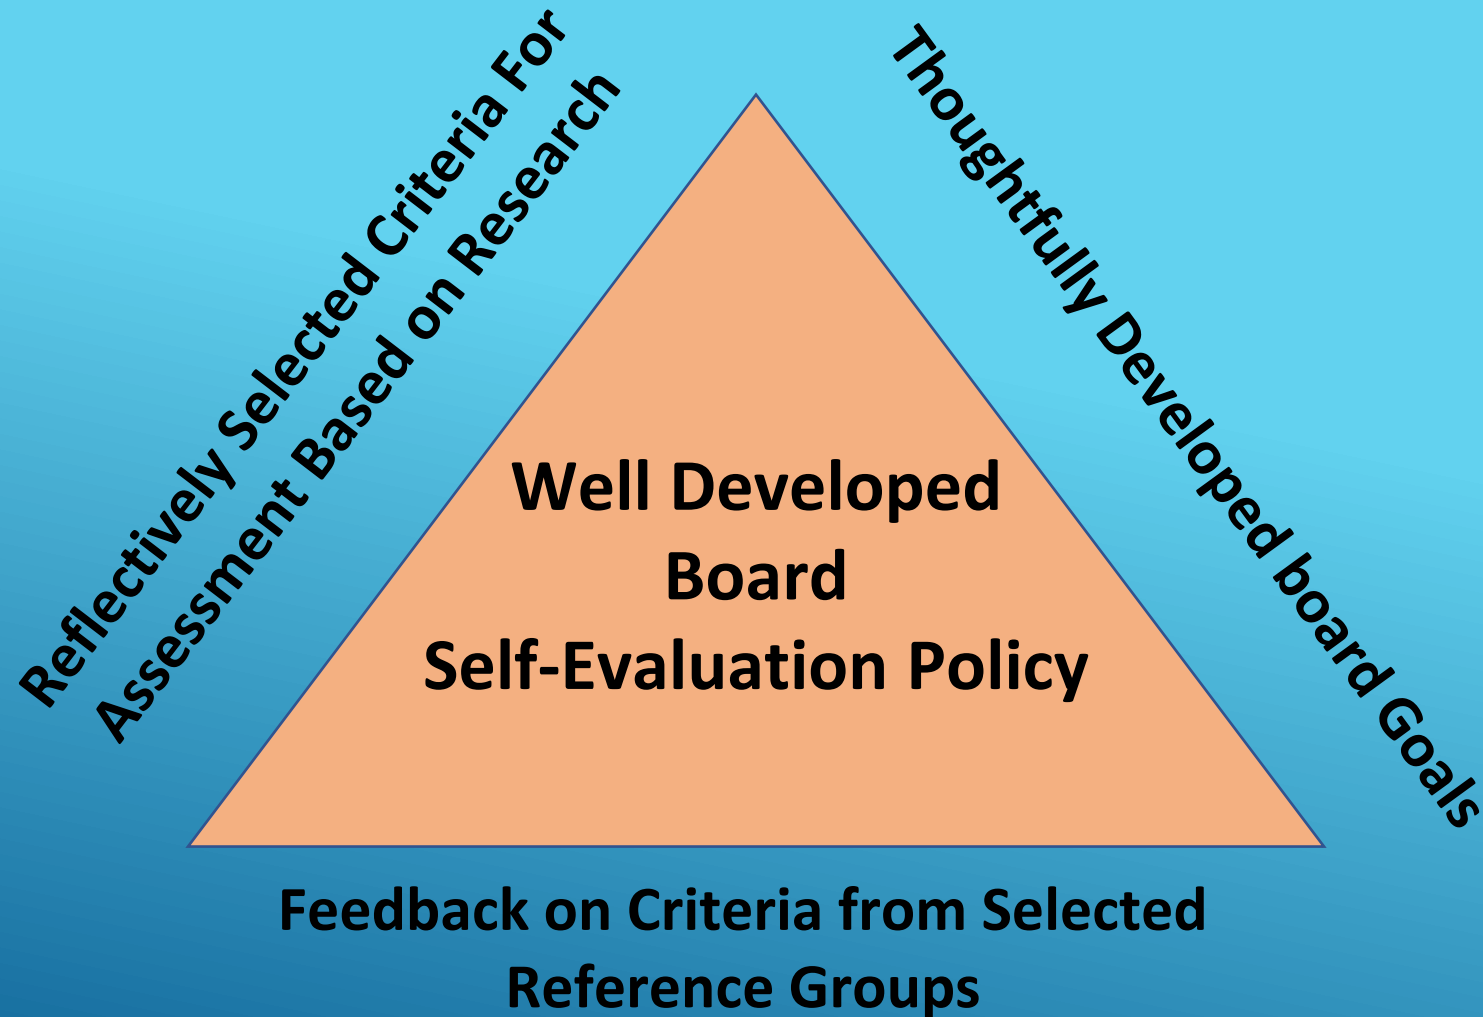 Reflectively Selected Criteria For
Assessment Based on Research
Thoughtfully Developed board Goals
Well Developed
Board
Self-Evaluation Policy
Feedback on Criteria from Selected
Reference Groups